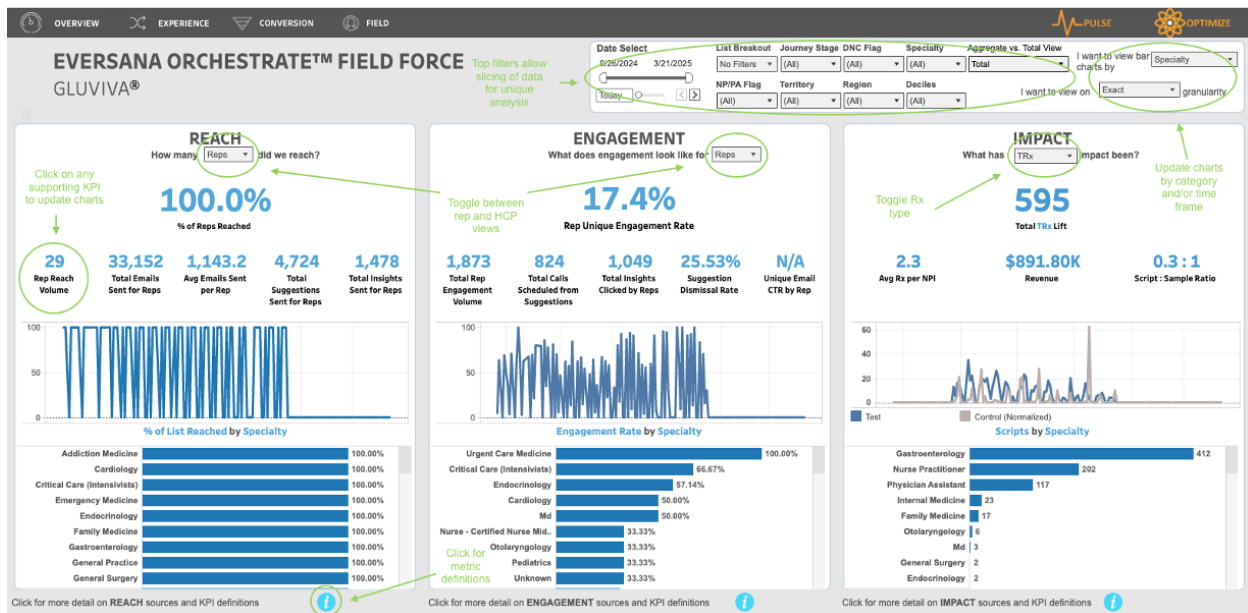 OVERVIEW
EXPERIENCE
CONVERSION
FIELD
PULSE
OPTIMIZE
EVERSANA ORCHESTRATE™ FIELD FORCE
GLUVIVA®
Top filters allow
slicing of data
for unique
analysis
Date Select
9/26/2024 3/21/2025
Today
List Breakout Journey Stage DNC Flag Specialty Aggregate vs. Total View
No Filters (All) (All) (All) Total
NP/PA Flag Territory Region Deciles
(All) (All) (All) (All)
I want to view bar
charts by
Specialty
I want to view on Exact granularity
Update charts
by category
and/or time
frame
REACH
How many Reps did we reach?
Click on any
supporting KPI
to update charts
100.0%
% of Reps Reached
Toggle between
rep and HCP
views
29 33,152 1,143.2 4,724 1,478
Rep Reach
Volume
Total Emails
Sent for Reps
Avg Emails Sent
per Rep
Total
Suggestions
Sent for Reps
Total Insights
Sent for Reps
100
50
0
% of List Reached by Specialty
Addiction Medicine 100.00%
Cardiology 100.00%
Critical Care (Intensivists) 100.00%
Emergency Medicine 100.00%
Endocrinology 100.00%
Family Medicine 100.00%
Gastroenterology 100.00%
General Practice 100.00%
General Surgery 100.00%
Click for more detail on REACH sources and KPI definitions
i
Click for
metric
definitions
ENGAGEMENT
What does engagement look like for Reps
17.4%
Rep Unique Engagement Rate
1,873 824 1,049 25.53% N/A
Total Rep
Engagement
Volume
Total Calls
Scheduled from
Suggestions
Total Insights
Clicked by Reps
Suggestion
Dismissal Rate
Unique Email
CTR by Rep
100
50
0
Engagement Rate by Specialty
Urgent Care Medicine 100.00%
Critical Care (Intensivists) 66.67%
Endocrinology 57.14%
Cardiology 50.00%
Md 50.00%
Nurse - Certified Nurse Mid.. 33.33%
Otolaryngology 33.33%
Pediatrics 33.33%
Unknown 33.33%
Click for more detail on ENGAGEMENT sources and KPI definitions
i
IMPACT
What has TRx impact been?
Toggle Rx
type
595
Total TRx Lift
2.3 $891.80K 0.3 : 1
Avg Rx per NPI
Revenue
Script : Sample Ratio
60
40
20
0
Test
Control (Normalized)
Scripts by Specialty
Gastroenterology 412
Nurse Practitioner 202
Physician Assistant 117
Internal Medicine 23
Family Medicine 17
Otolaryngology 6
Md 3
General Surgery 2
Endocrinology 2
Click for more detail on IMPACT sources and KPI definitions
i